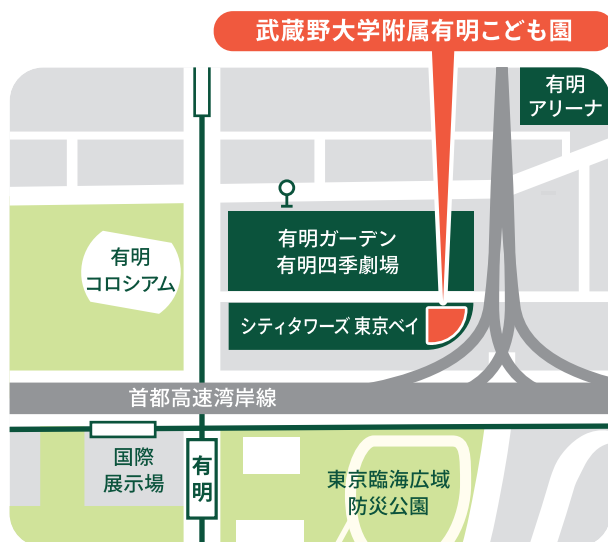 武蔵野大学附属有明こども園
有明
アリーナ
有明ガーデン
有明四季劇場
有明
コロシアム
シティタワーズ 東京ベイ
首都高速湾岸線
国際
展示場
有明
東京臨海広域
防災公園